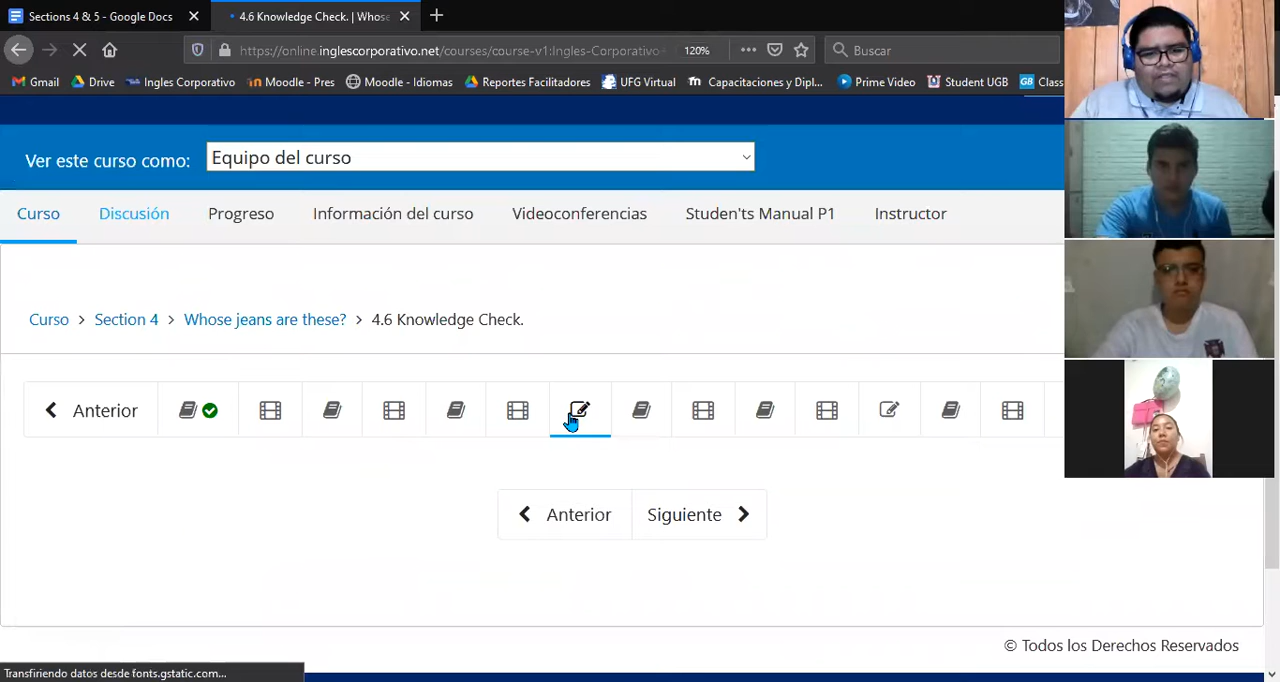 Sections 4 & 5 - Google Docs
4.6 Knowledge Check. | Whose
https://online.inglescorporativo.net/courses/course-v1:Ingles-Corporativo
120%
Buscar
Gmail
Drive
Ingles Corporativo
Moodle - Pres
Moodle - Idiomas
Reportes Facilitadores
UFG Virtual
Capacitaciones y Dipl...
Prime Video
Student UGB
Class
Ver este curso como:
Equipo del curso
Curso
Discusión
Progreso
Información del curso
Videoconferencias
Studen'ts Manual P1
Instructor
Curso > Section 4 > Whose jeans are these? > 4.6 Knowledge Check.
Anterior
Anterior
Siguiente
© Todos los Derechos Reservados
Transfiriendo datos desde fonts.gstatic.com...